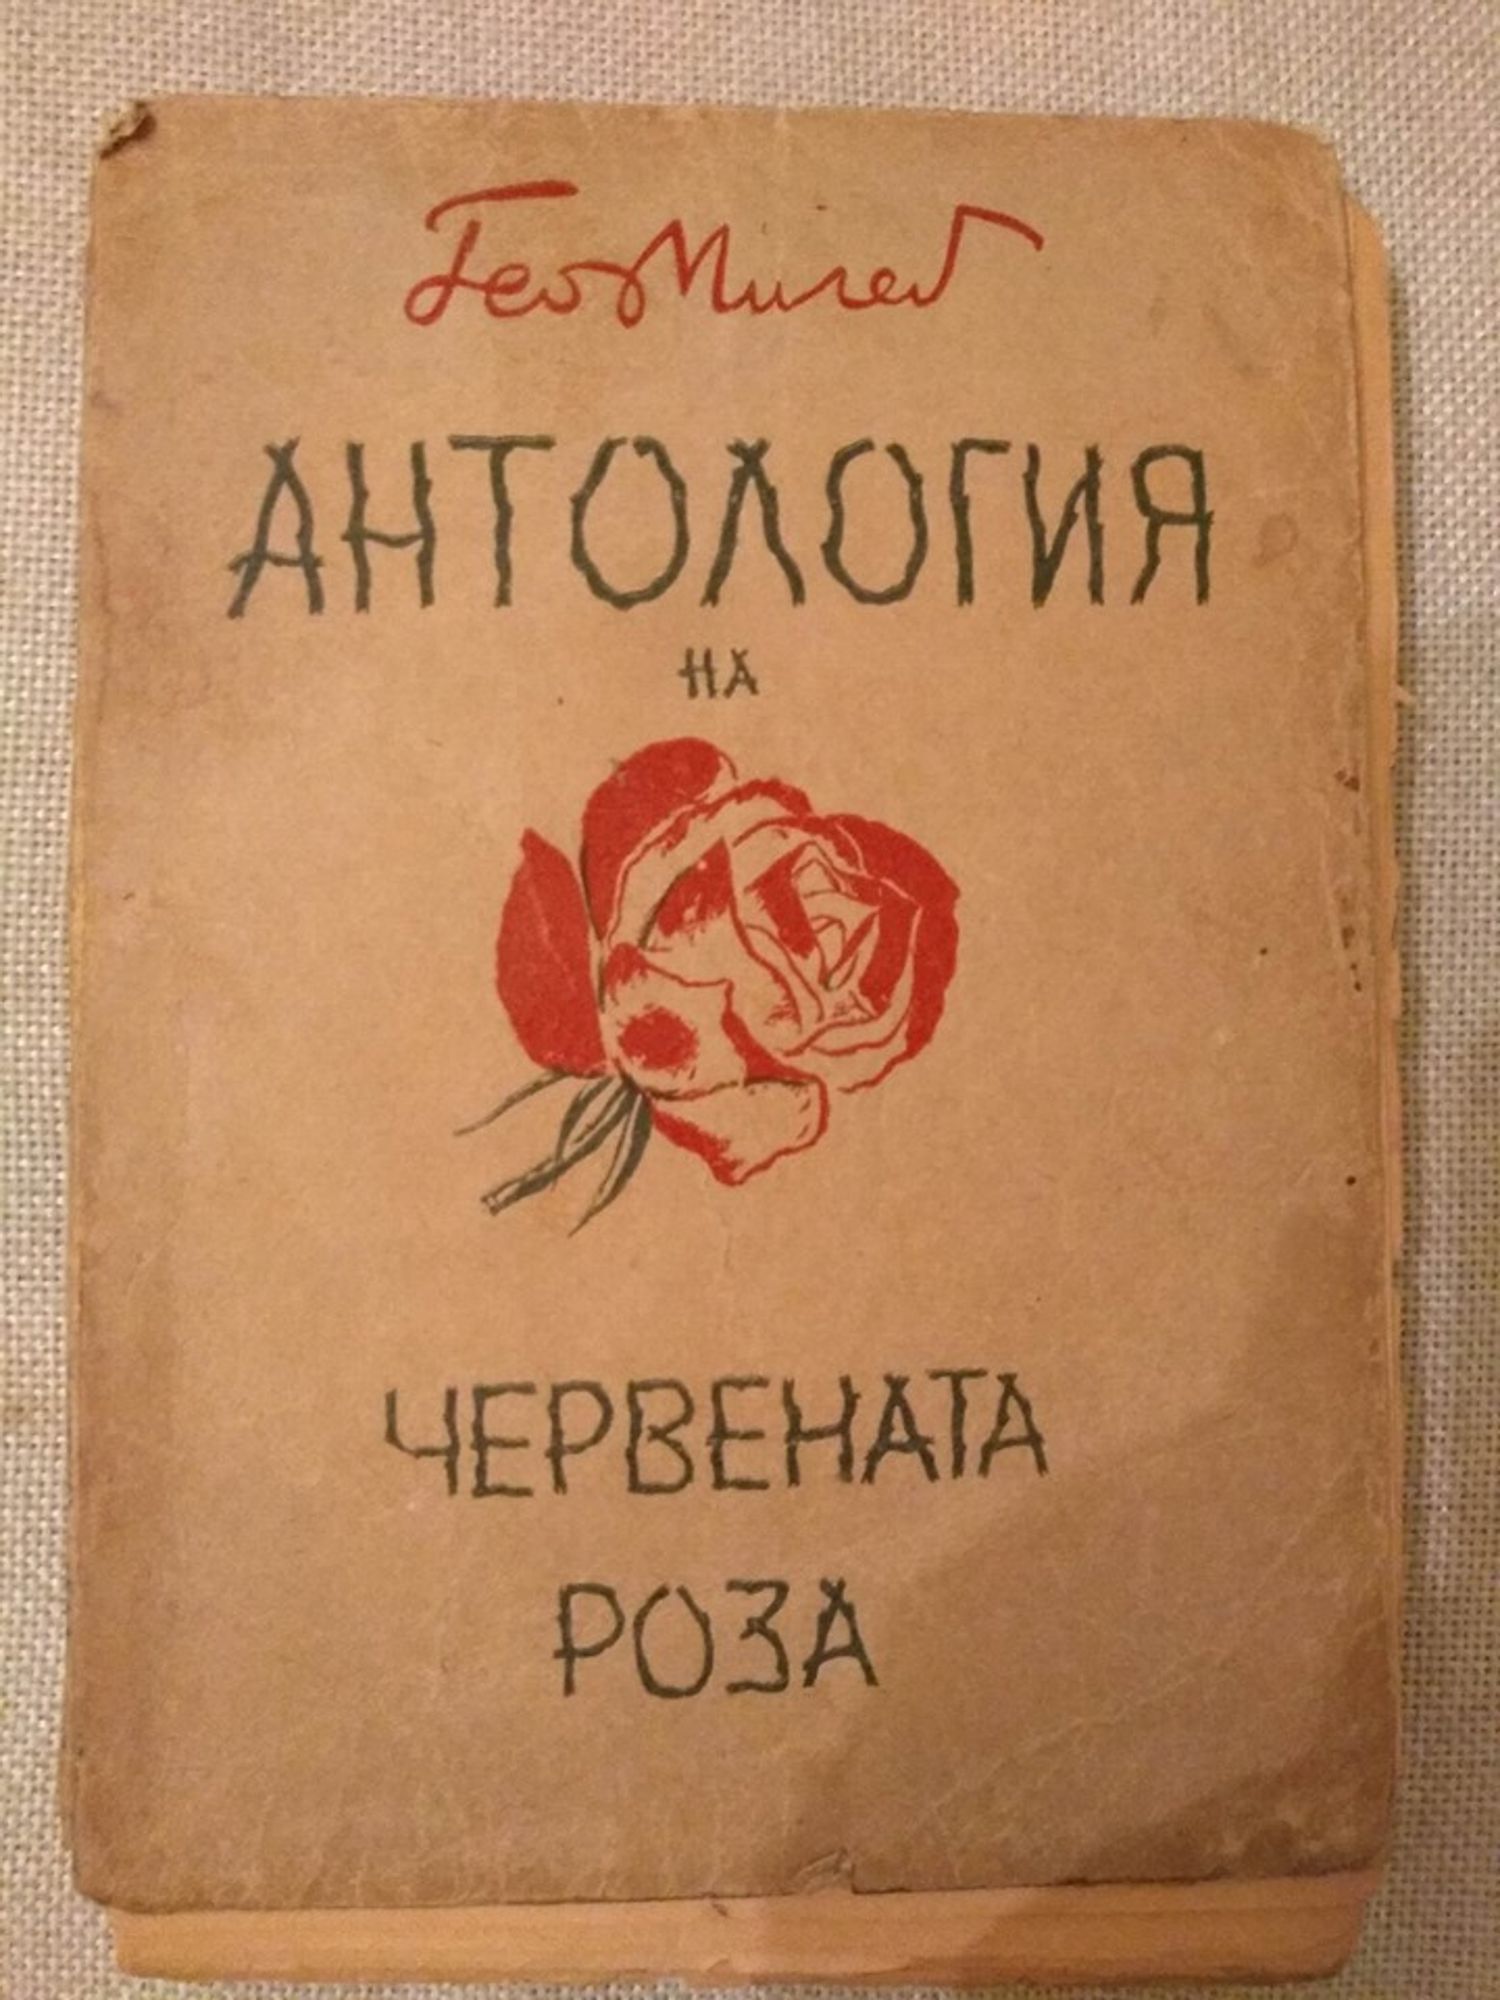 Гео Милев
АНТОЛОГИЯ
НА
ЧЕРВЕНАТА
РОЗА